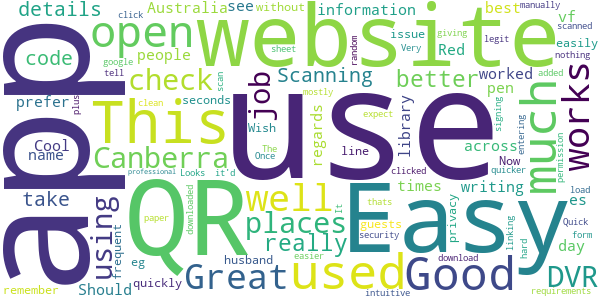 app
website
use
Easy
QR
This
open
used
Good
Great
much
works
well
places
really
Canberra
check
using
job
better
Scanning
DVR
take
code
details
Australia
see
without
information
best
vf
manually
click
people
google
tell
scan
sheet
issue
giving
random
Very
Red
legit
easily
scanned
nothing
prefer
plus
seconds
worked
pen
mostly
added
Cool
name
clean
Wish
The
Once
regards
line
library
expect
across
Now
signing
entering
permission
quicker
clicked
times
writing
es
load
professional
Looks
it'd
paper
downloaded
It
privacy
thats
guests
security
linking
day
Quick
form
hard
download
frequent
eg
husband
quickly
Should
remember
easier
intuitive
requirements